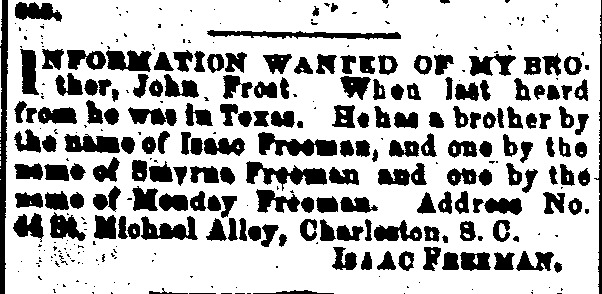 sas.
INFORMATION WANTED OF MY BRO-
ther, John Frost. When last heard
from he was in Texas. He has a brother by
the name of Isaac Freeman, and one by the
name of Smyrna Freeman and one by the
name of Monday Freeman. Address No.
44 St. Michael Alley, Charleston, S. C.
ISAAC FREEMAN.